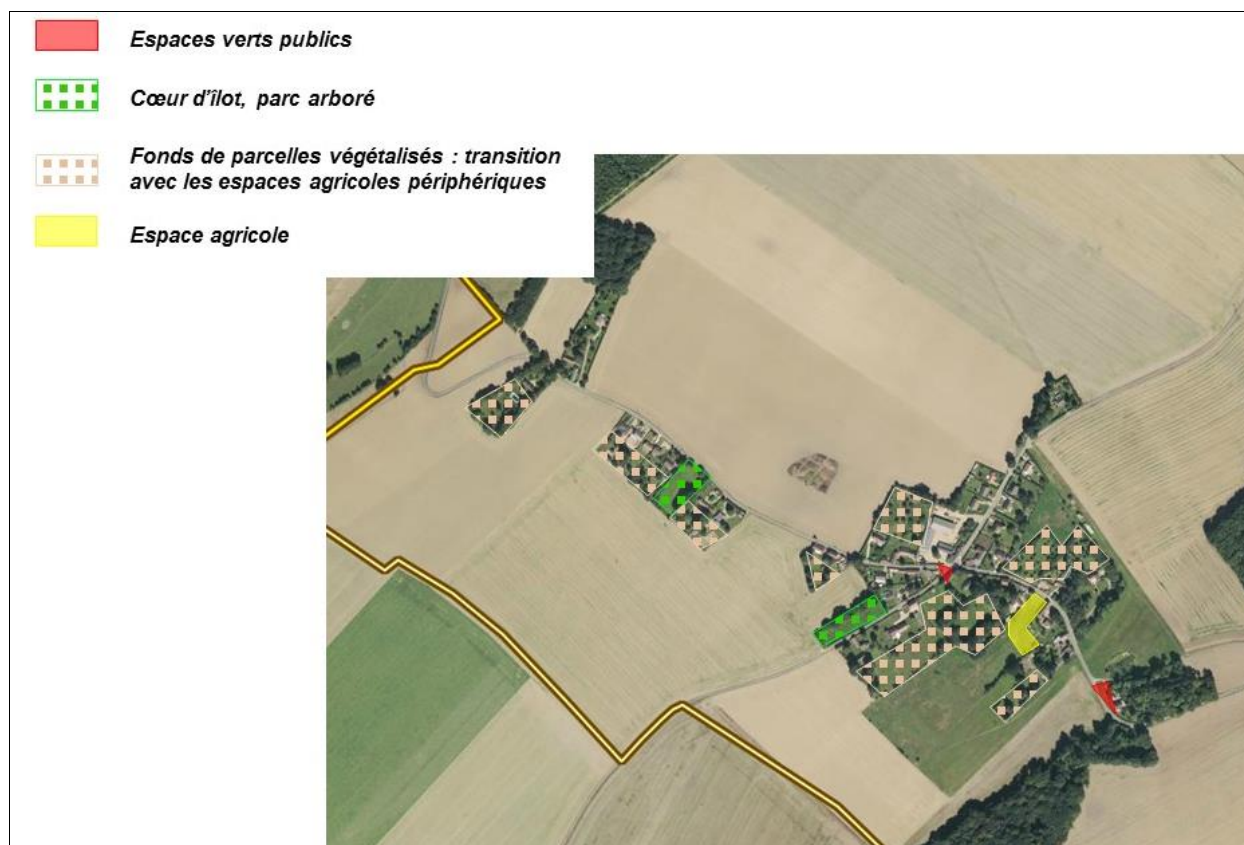 Espaces verts publics
Cœur d'îlot, parc arboré
Fonds de parcelles végétalisés : transition
avec les espaces agricoles périphériques
Espace agricole